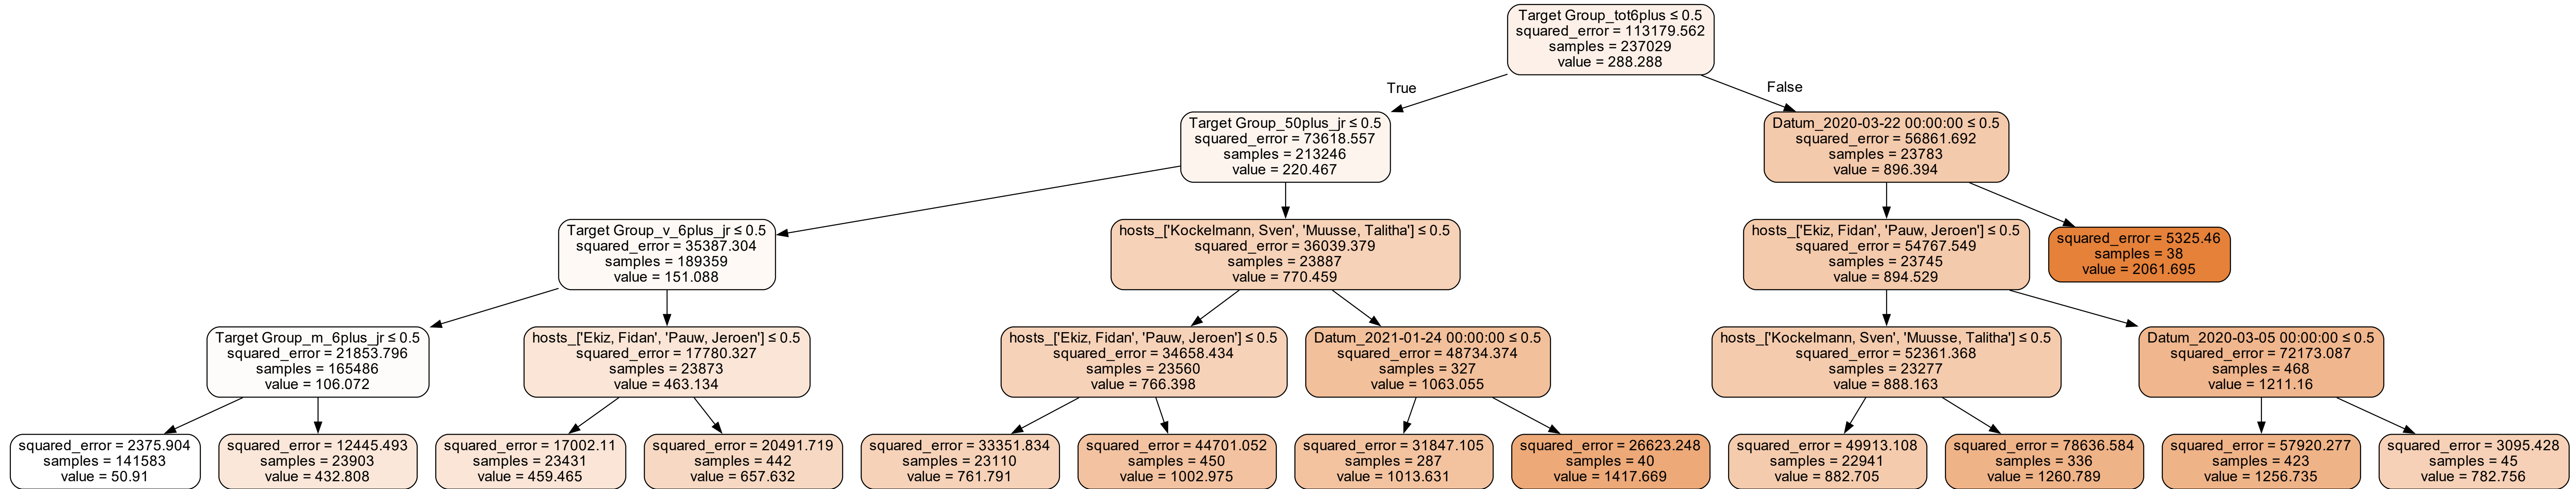 Target Group_tot6plus ≤ 0.5
squared_error = 113179.562
samples = 237029
value = 288.288
True
False
Target Group_50plus_jr ≤ 0.5
squared_error = 73618.557
samples = 213246
value = 220.467
Datum_2020-03-22 00:00:00 ≤ 0.5
squared_error = 56861.692
samples = 23783
value = 896.394
Target Group_v_6plus_jr ≤ 0.5
squared_error = 35387.304
samples = 189359
value = 151.088
hosts_['Kockelmann, Sven', 'Muusse, Talitha'] ≤ 0.5
squared_error = 36039.379
samples = 23887
value = 770.459
hosts_['Ekiz, Fidan', 'Pauw, Jeroen'] ≤ 0.5
squared_error = 54767.549
samples = 23745
value = 894.529
squared_error = 5325.46
samples = 38
value = 2061.695
Target Group_m_6plus_jr ≤ 0.5
squared_error = 21853.796
samples = 165486
value = 106.072
hosts_['Ekiz, Fidan', 'Pauw, Jeroen'] ≤ 0.5
squared_error = 17780.327
samples = 23873
value = 463.134
hosts_['Ekiz, Fidan', 'Pauw, Jeroen'] ≤ 0.5
squared_error = 34658.434
samples = 23560
value = 766.398
Datum_2021-01-24 00:00:00 ≤ 0.5
squared_error = 48734.374
samples = 327
value = 1063.055
hosts_['Kockelmann, Sven', 'Muusse, Talitha'] ≤ 0.5
squared_error = 52361.368
samples = 23277
value = 888.163
Datum_2020-03-05 00:00:00 ≤ 0.5
squared_error = 72173.087
samples = 468
value = 1211.16
squared_error = 2375.904
samples = 141583
value = 50.91
squared_error = 12445.493
samples = 23903
value = 432.808
squared_error = 17002.11
samples = 23431
value = 459.465
squared_error = 20491.719
samples = 442
value = 657.632
squared_error = 33351.834
samples = 23110
value = 761.791
squared_error = 44701.052
samples = 450
value = 1002.975
squared_error = 31847.105
samples = 287
value = 1013.631
squared_error = 26623.248
samples = 40
value = 1417.669
squared_error = 49913.108
samples = 22941
value = 882.705
squared_error = 78636.584
samples = 336
value = 1260.789
squared_error = 57920.277
samples = 423
value = 1256.735
squared_error = 3095.428
samples = 45
value = 782.756